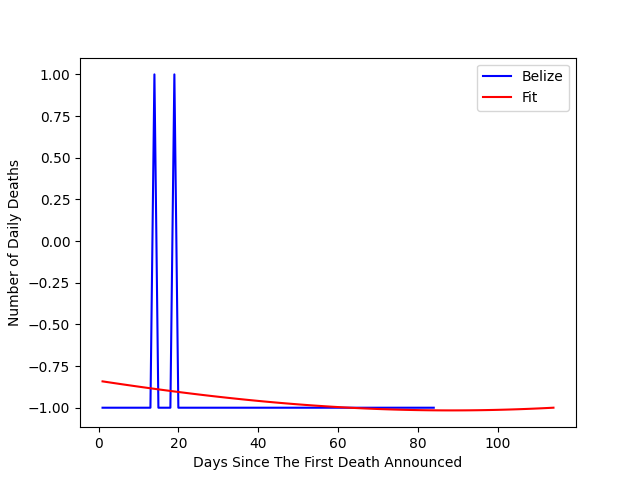 Belize
Fit
1.00
0.75
0.50
0.25
0.00
−0.25
−0.50
−0.75
−1.00
Number of Daily Deaths
0 20 40 60 80 100
Days Since The First Death Announced